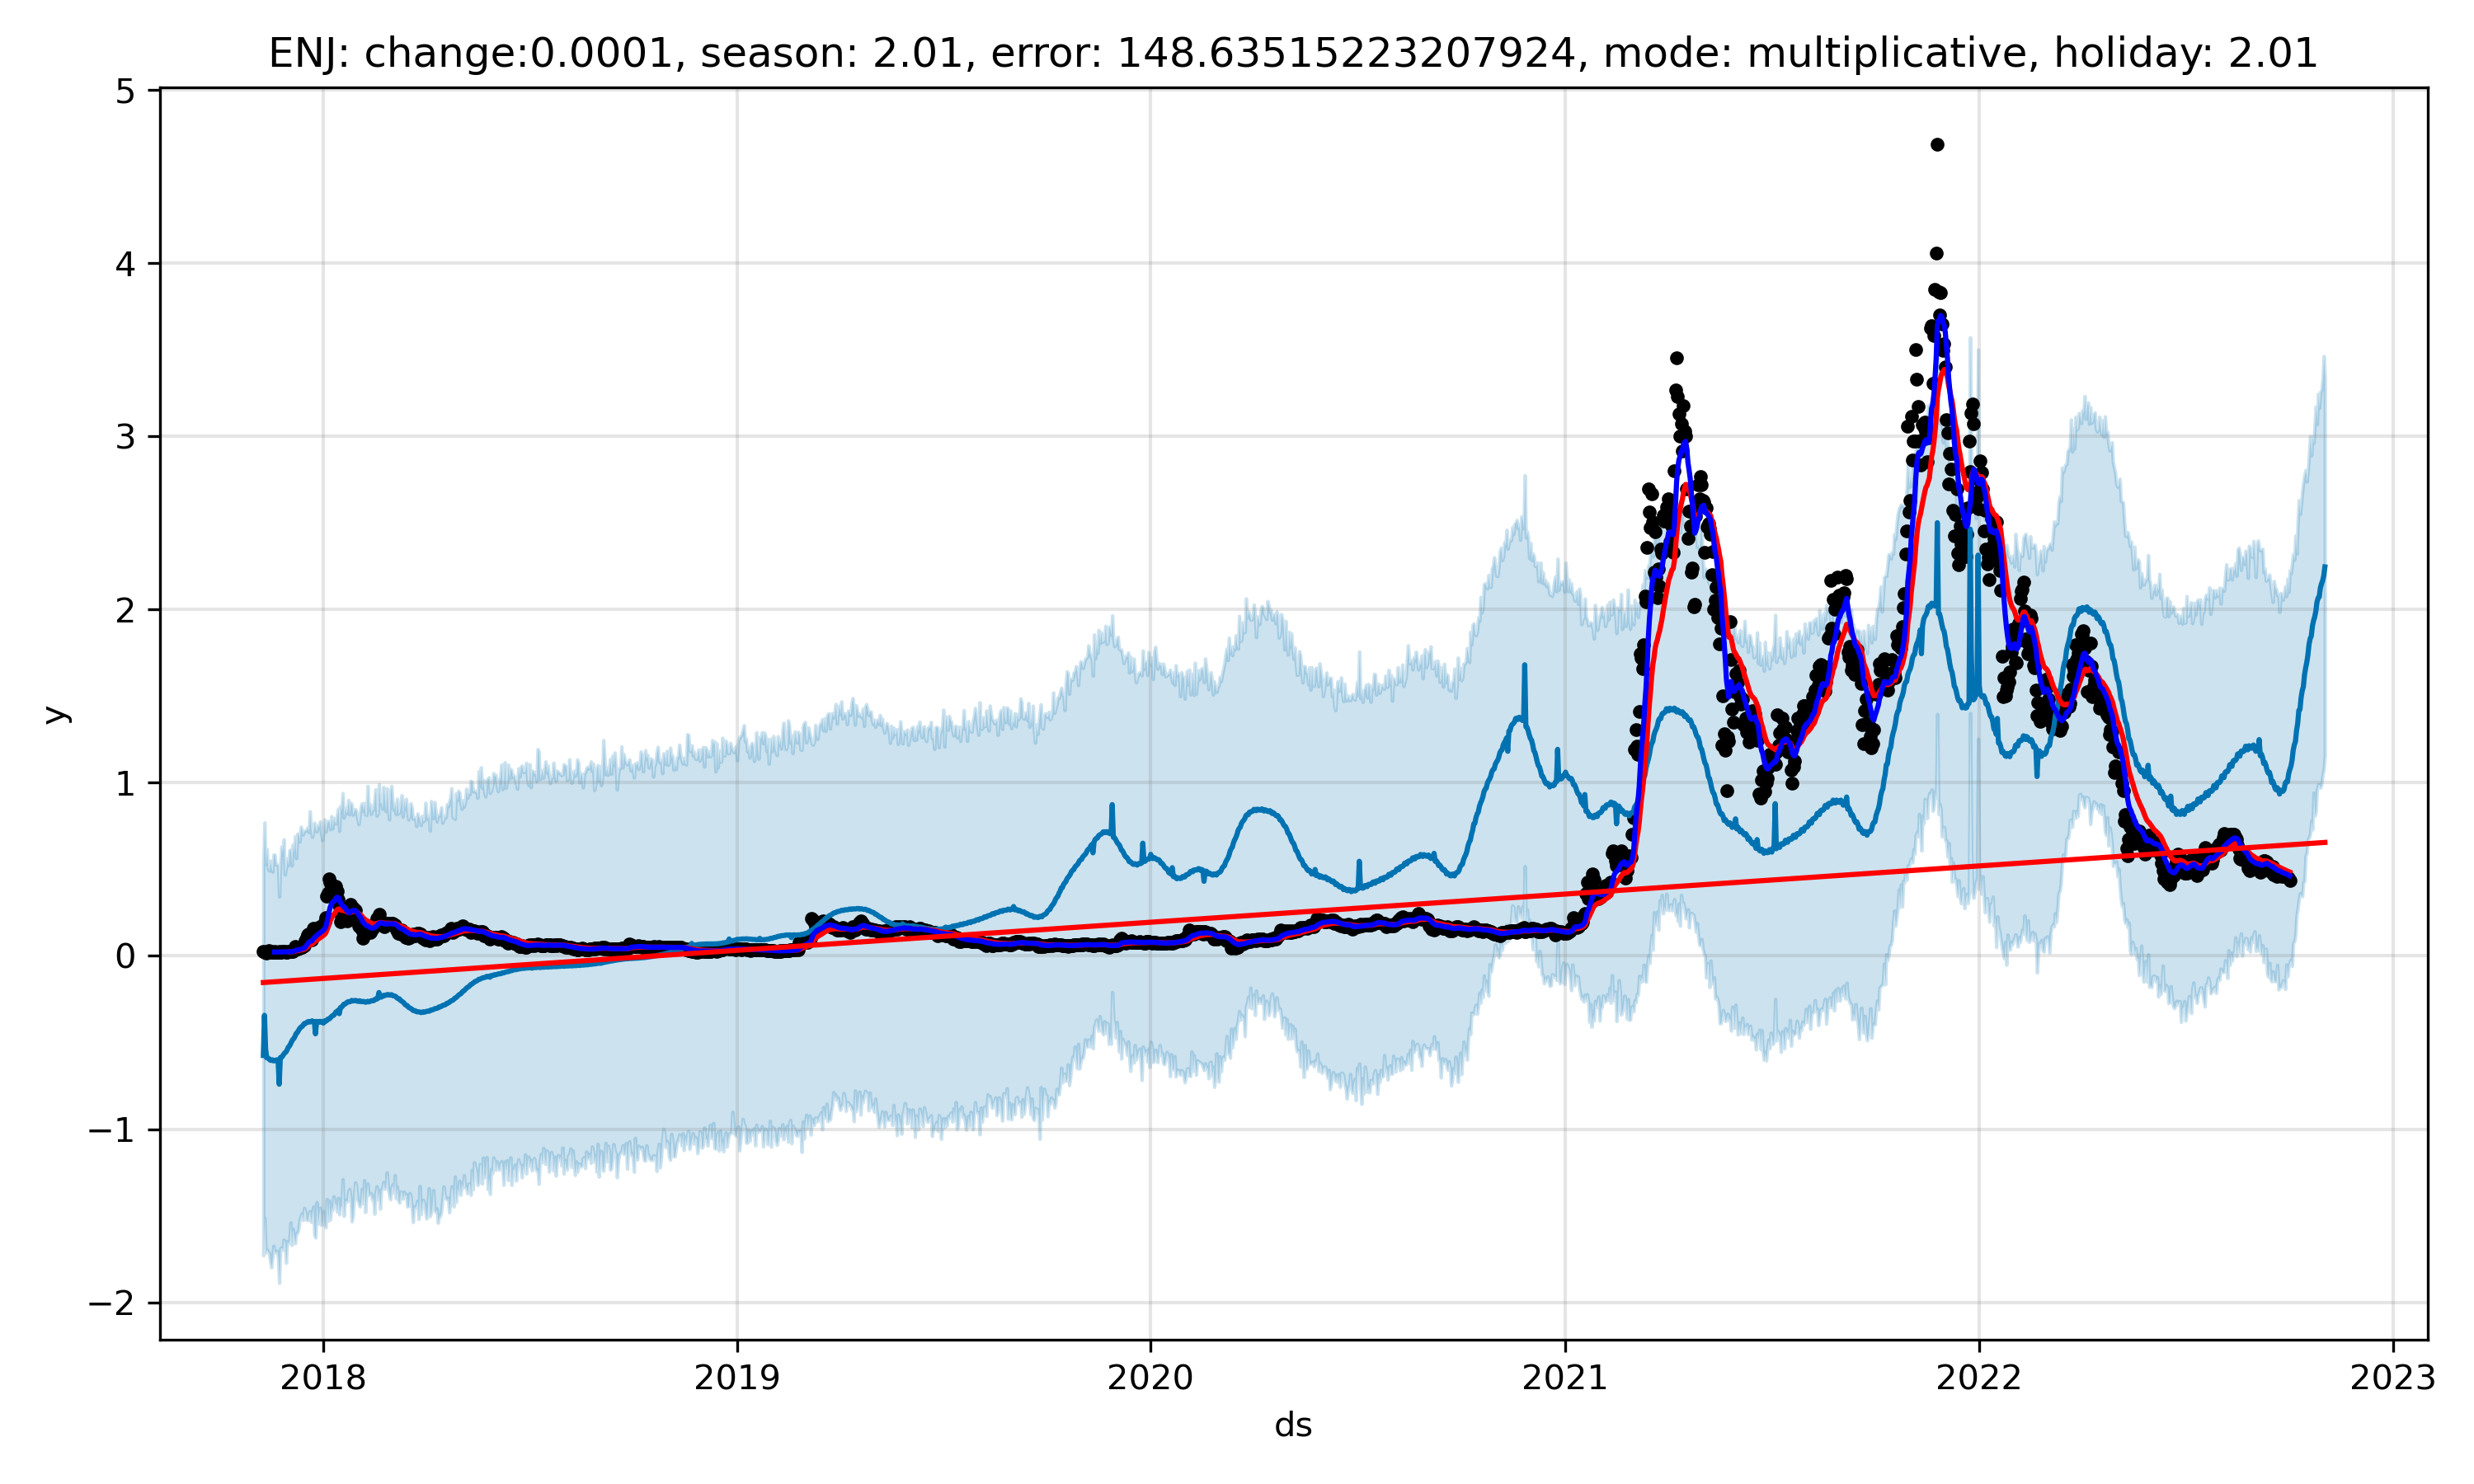 ENJ: change:0.0001, season: 2.01, error: 148.63515223207924, mode: multiplicative, holiday: 2.01
5
4
3
2
1
0
−1
−2
y
2018 2019 2020 2021 2022 2023
ds